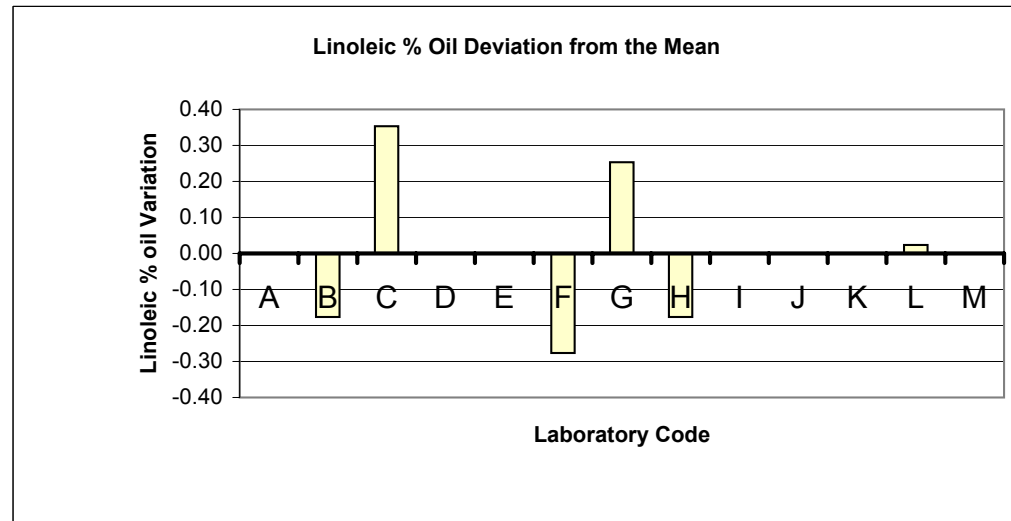 Linoleic % Oil Deviation from the Mean
Linoleic % oil Variation
0.40
0.30
0.20
0.10
0.00
-0.10
-0.20
-0.30
-0.40
A B C D E F G H I J K L M
Laboratory Code